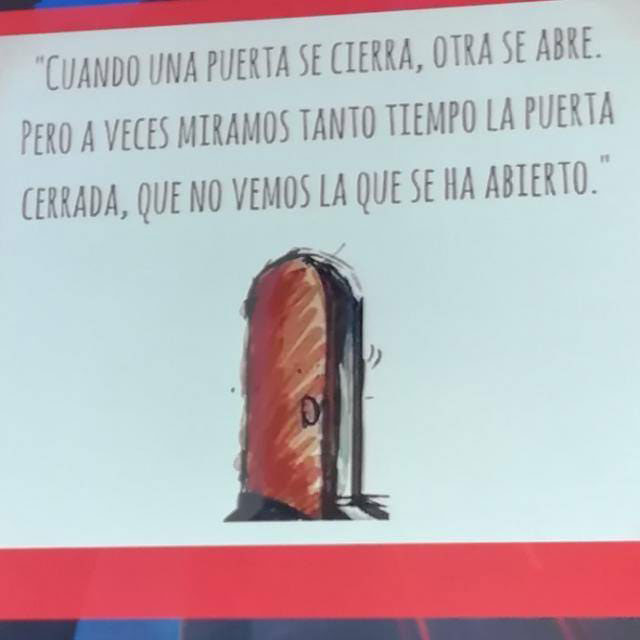 "CUANDO UNA PUERTA SE CIERRA, OTRA SE ABRE.
PERO A VECES MIRAMOS TANTO TIEMPO LA PUERTA
CERRADA, QUE NO VEMOS LA QUE SE HA ABIERTO."